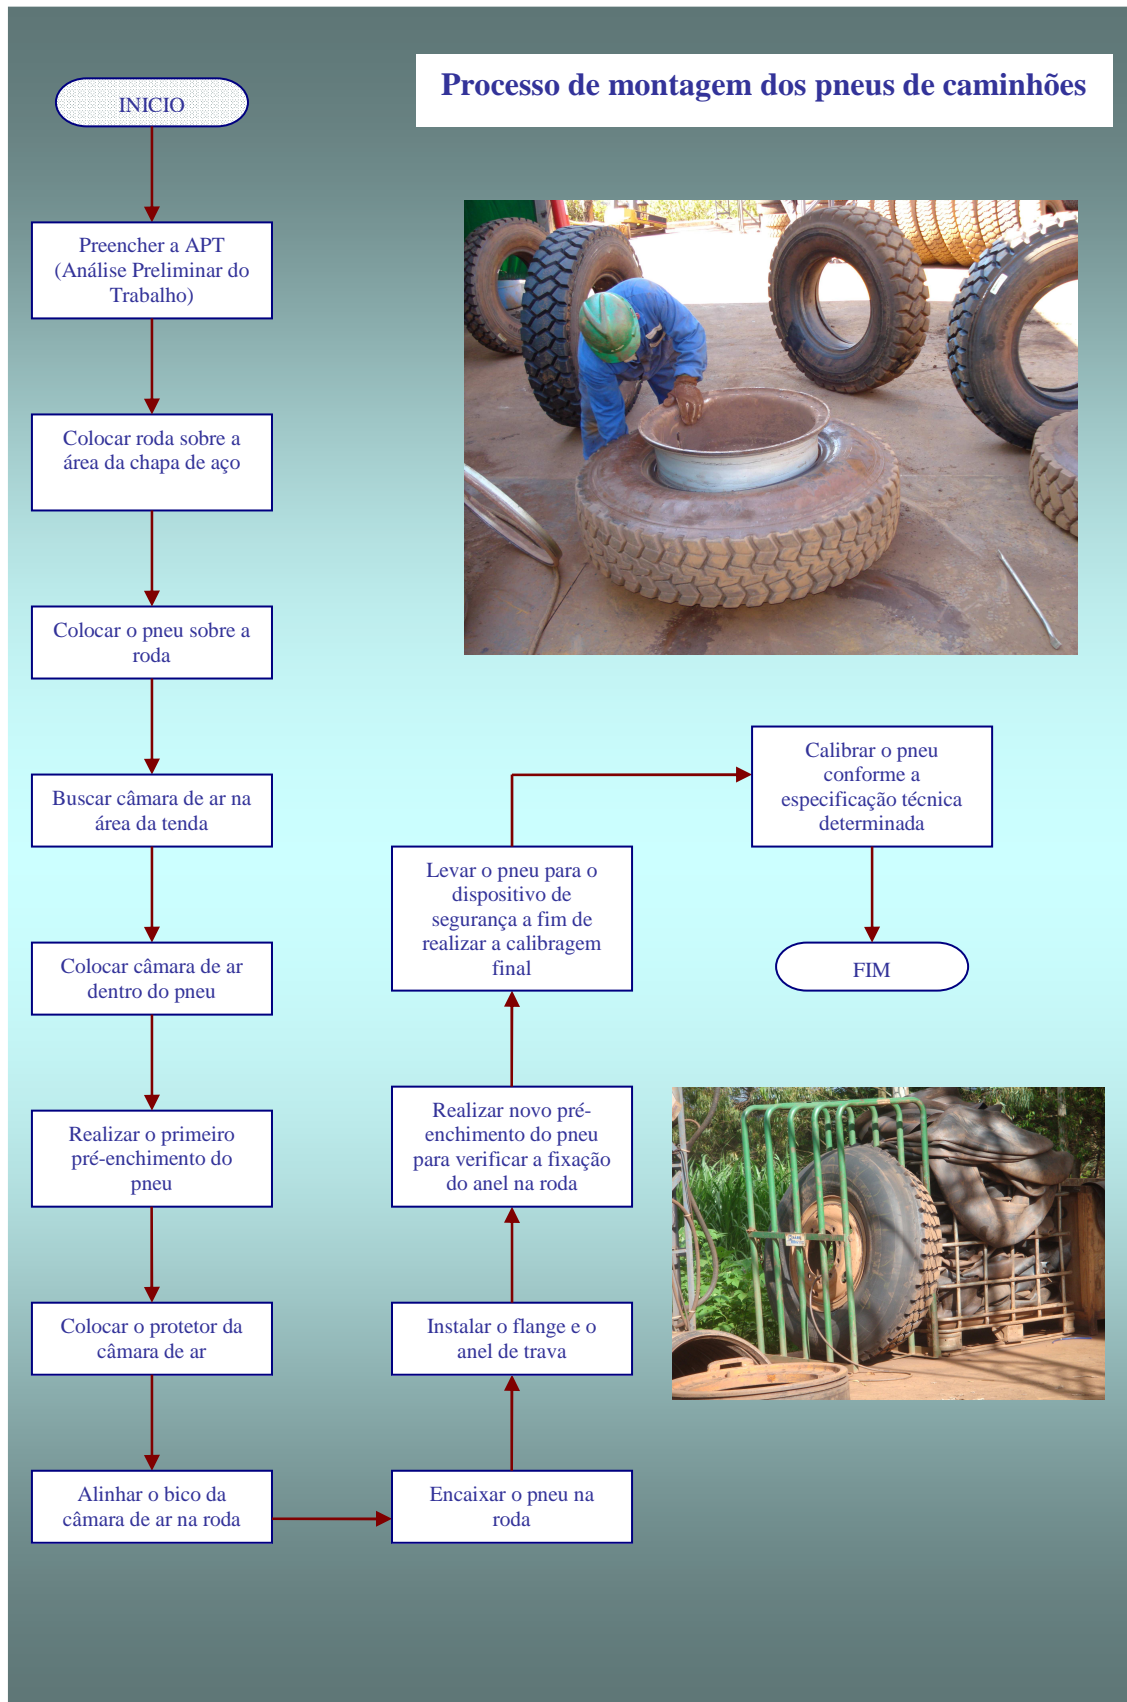 Processo de montagem dos pneus de caminhões
INICIO
Preencher a APT
(Análise Preliminar do
Trabalho)
Colocar roda sobre a
área da chapa de aço
Colocar o pneu sobre a
roda
Buscar câmara de ar na
área da tenda
Colocar câmara de ar
dentro do pneu
Realizar o primeiro
pré-enchimento do
pneu
Colocar o protetor da
câmara de ar
Alinhar o bico da
câmara de ar na roda
Encaixar o pneu na
roda
Instalar o flange e o
anel de trava
Realizar novo pré-
enchimento do pneu
para verificar a fixação
do anel na roda
Levar o pneu para o
dispositivo de
segurança a fim de
realizar a calibragem
final
Calibrar o pneu
conforme a
especificação técnica
determinada
FIM